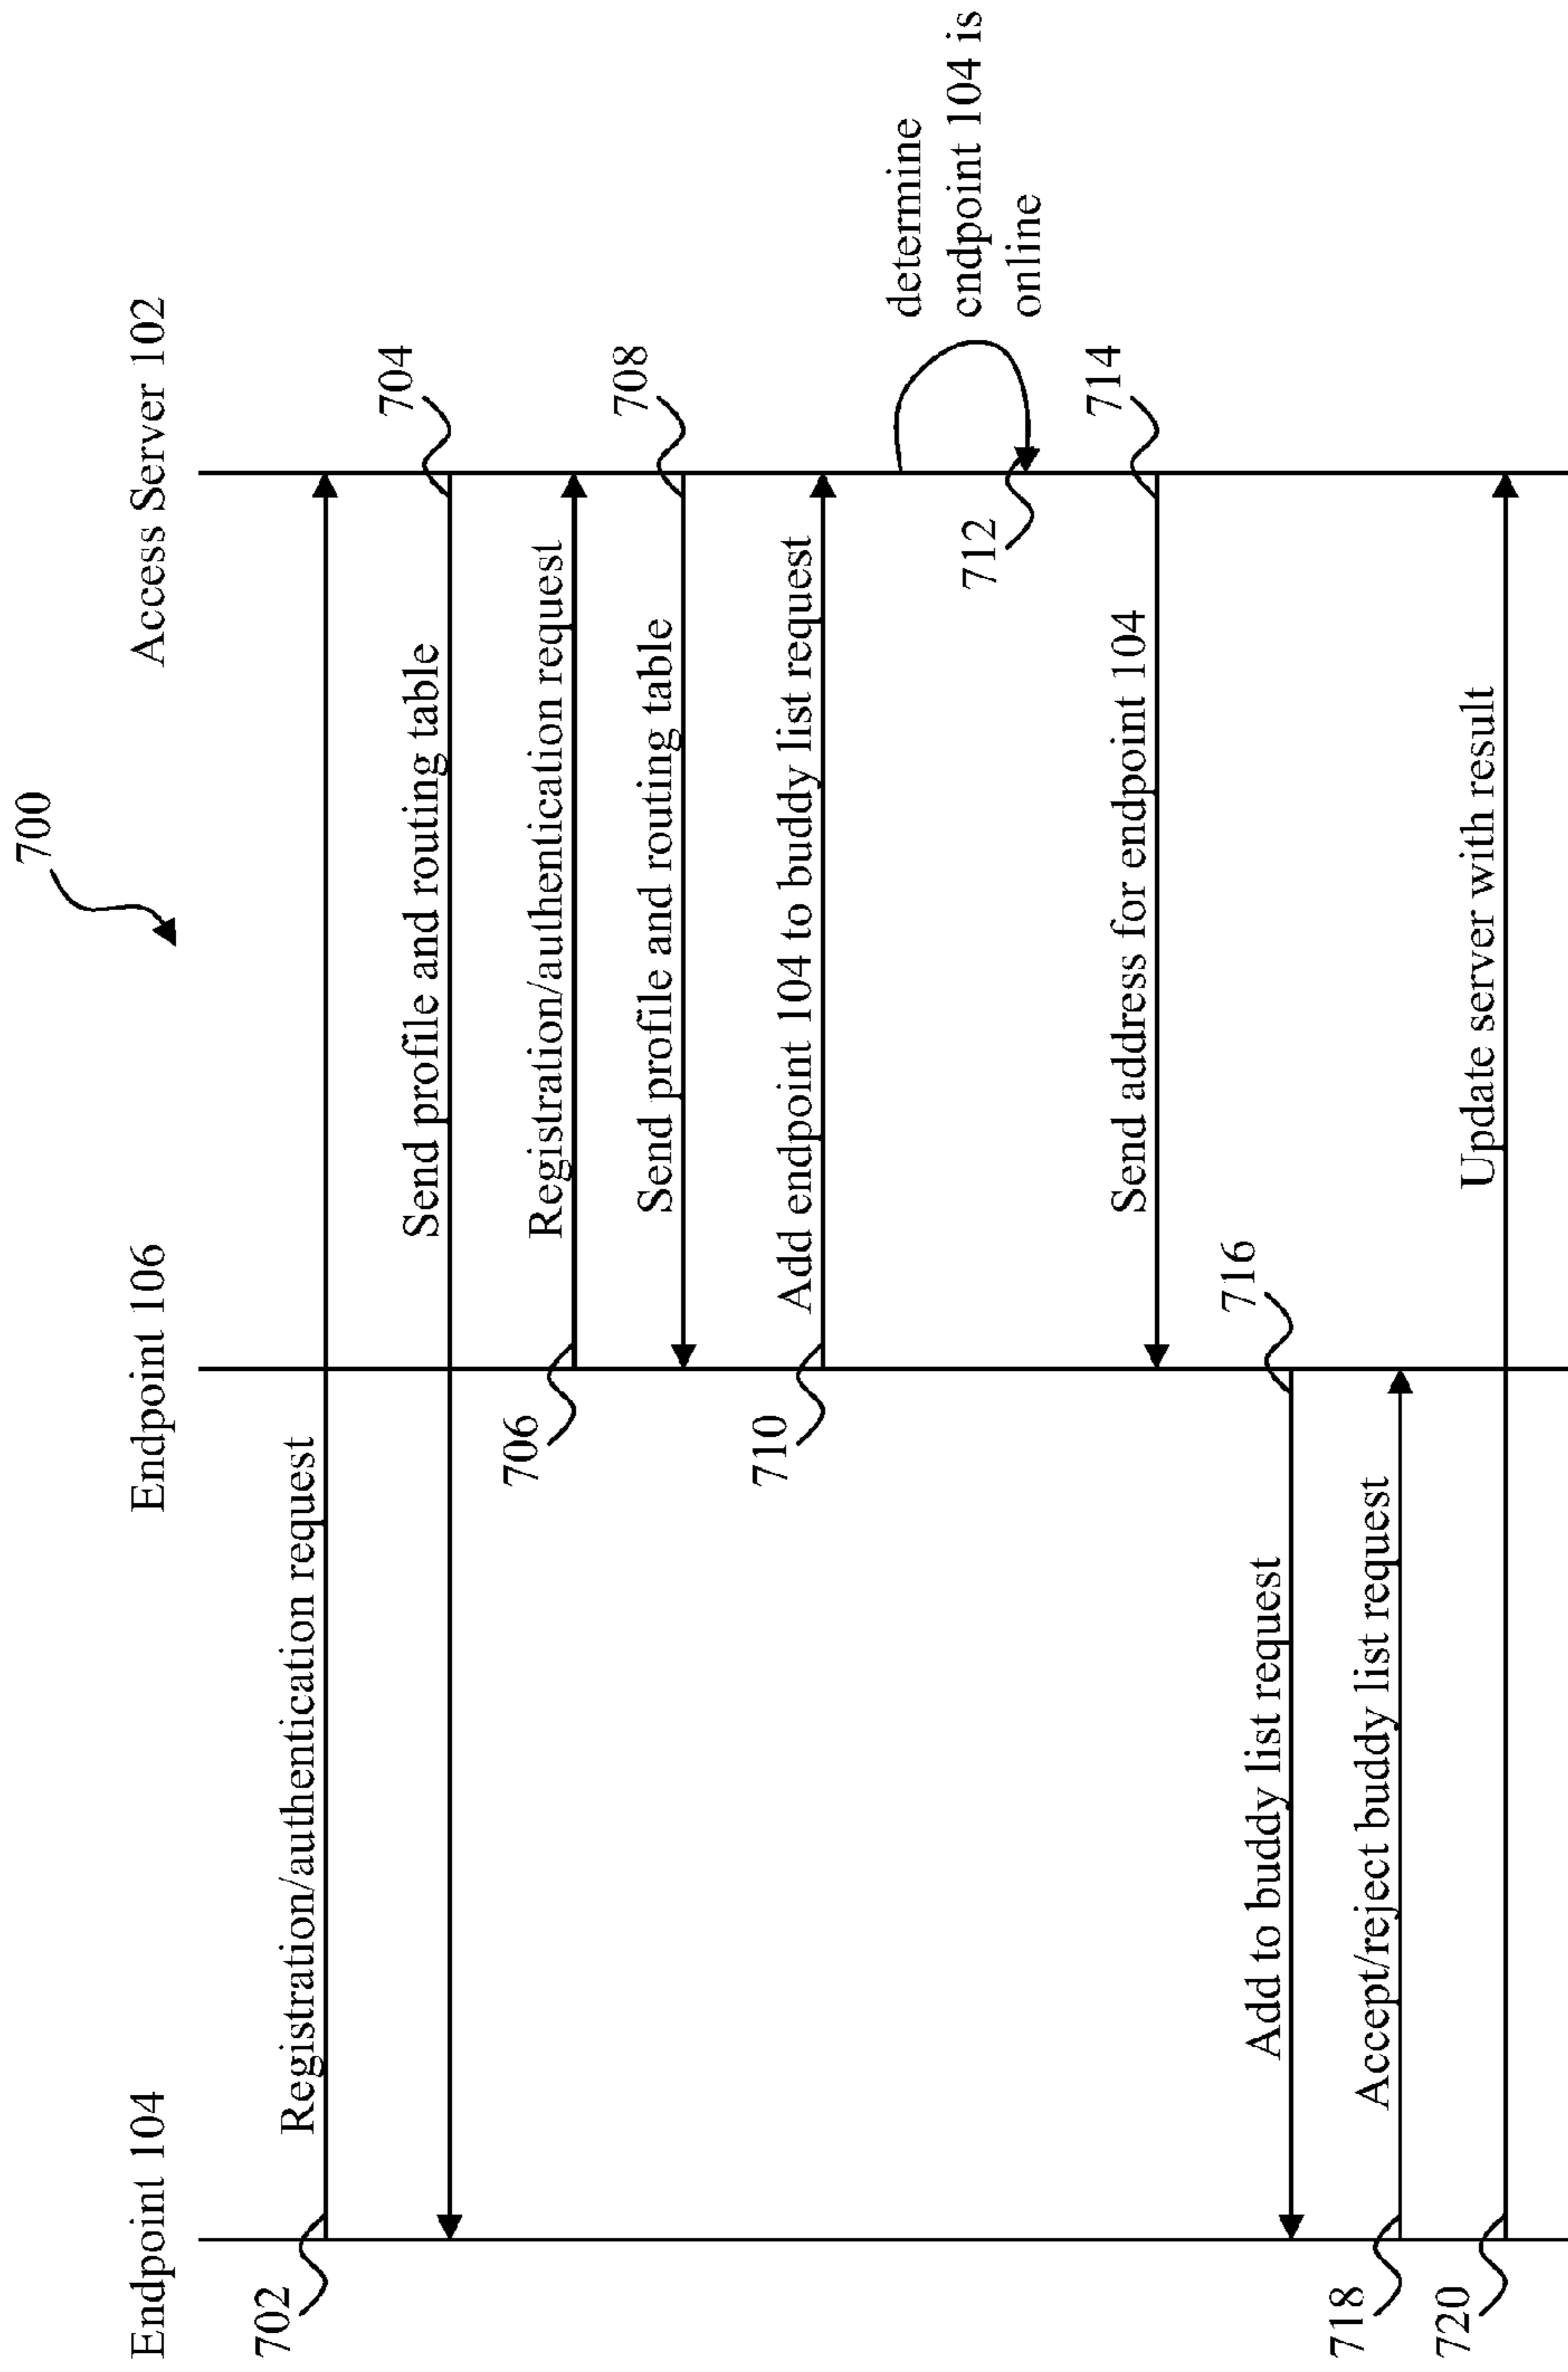 700
Endpoint 104
Endpoint 106
Access Server 102
702
Registration/authentication request
704
Send profile and routing table
706
Registration/authentication request
708
Send profile and routing table
710
Add endpoint 104 to buddy list request
712
determine
endpoint 104 is
online
714
Send address for endpoint 104
716
Add to buddy list request
718
Accept/reject buddy list request
720
Update server with result